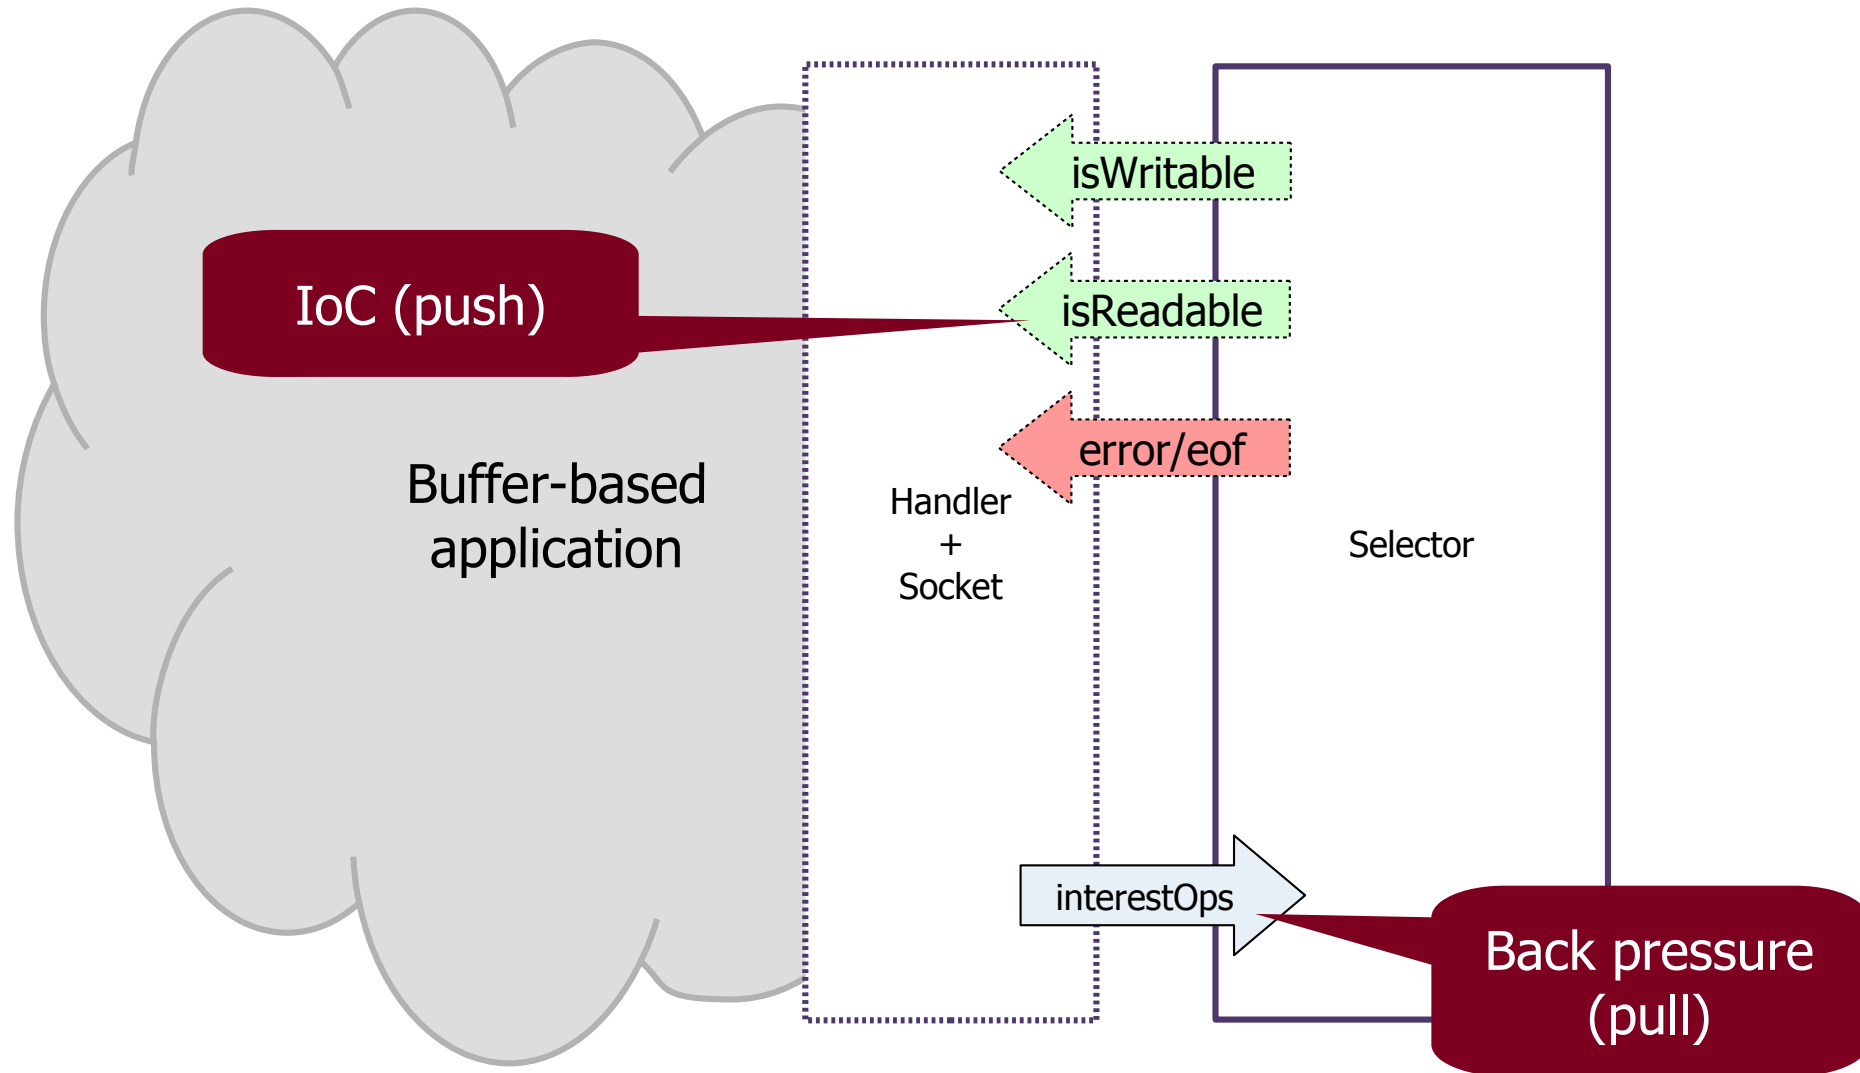 isWritable
IoC (push)
isReadable
error/eof
Buffer-based
application
Handler
+
Socket
Selector
interestOps
Back pressure
(pull)